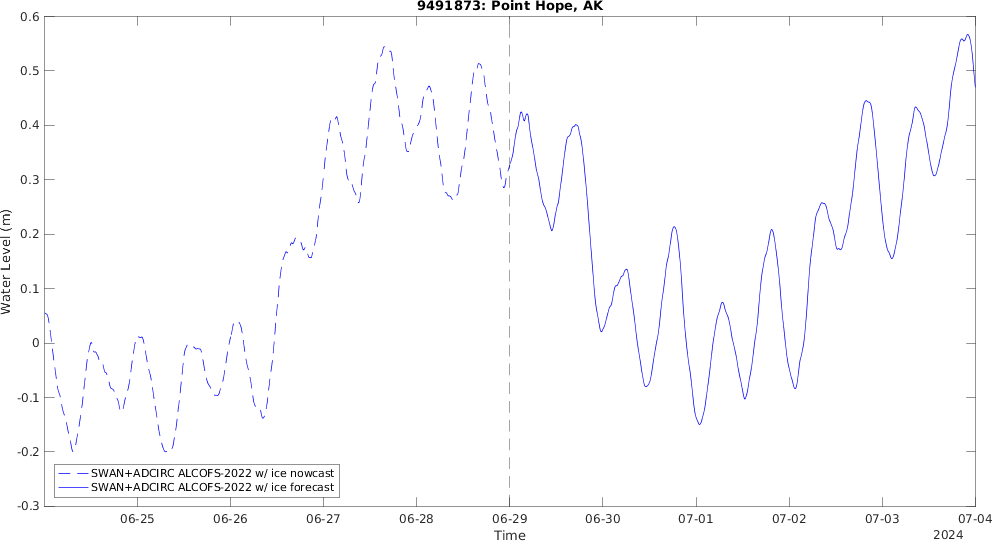 9491873: Point Hope, AK
0.6
0.5
0.4
0.3
0.2
0.1
0
-0.1
-0.2
-0.3
Water Level (m)
SWAN+ADCIRC ALCOFS-2022 w/ ice nowcast
SWAN+ADCIRC ALCOFS-2022 w/ ice forecast
06-25 06-26 06-27 06-28 06-29 06-30 07-01 07-02 07-03 07-04
Time
2024